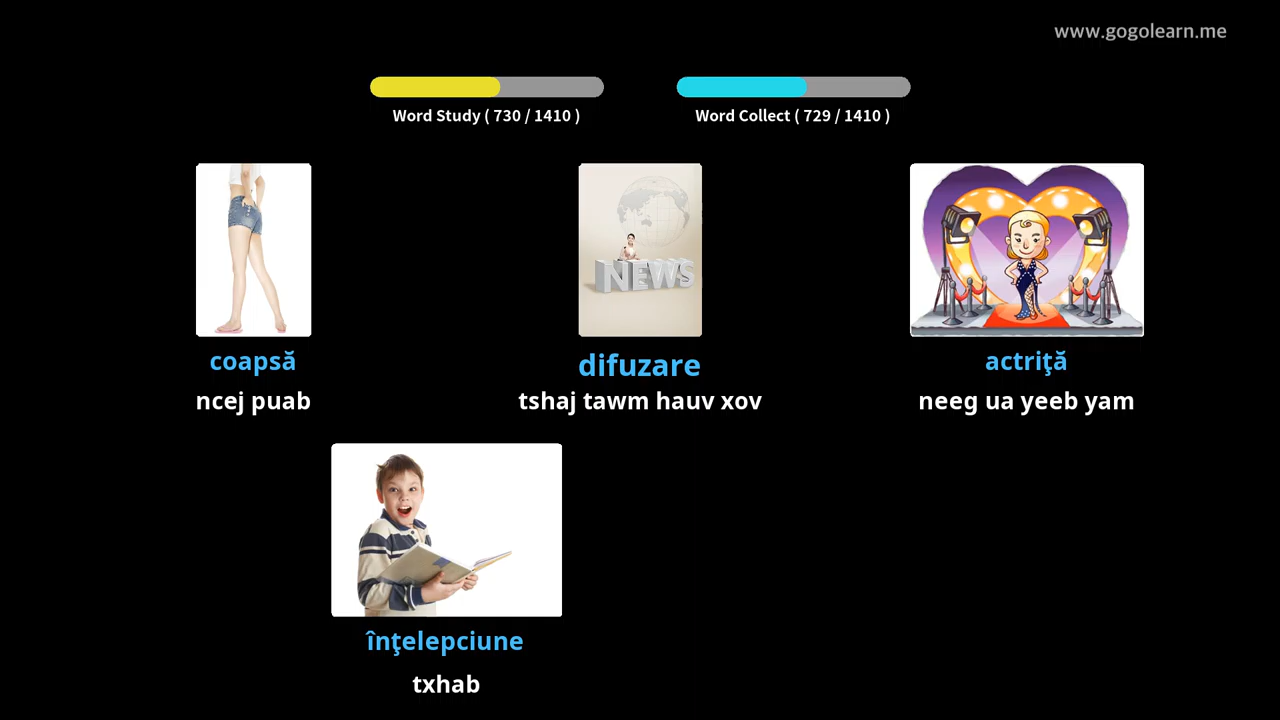 www.gogolearn.me
Word Study ( 730 / 1410 )
Word Collect ( 729 / 1410 )
NEWS
coapsă
difuzare
actriţă
ncej puab
tshaj tawm hauv xov
neeg ua yeeb yam
înţelepciune
txhab